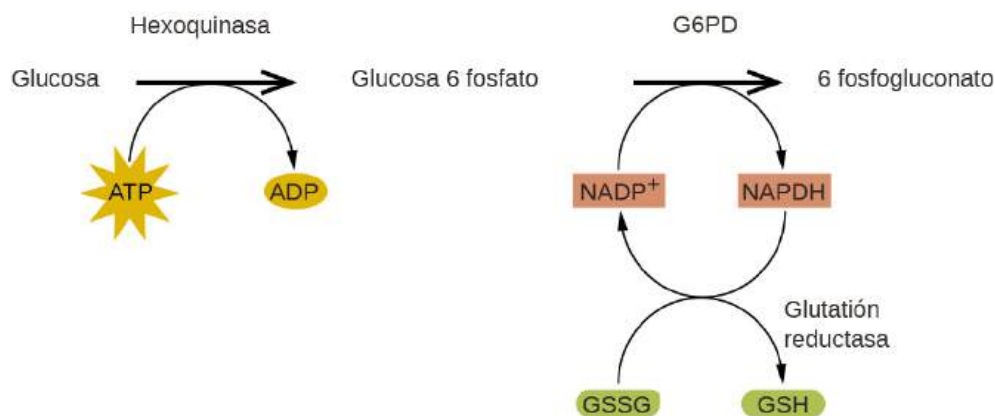 Hexoquinasa
G6PD
Glucosa
Glucosa 6 fosfato
6 fosfogluconato
ATP
ADP
NADP+
NAPDH
Glutatión
reductasa
GSSG
GSH